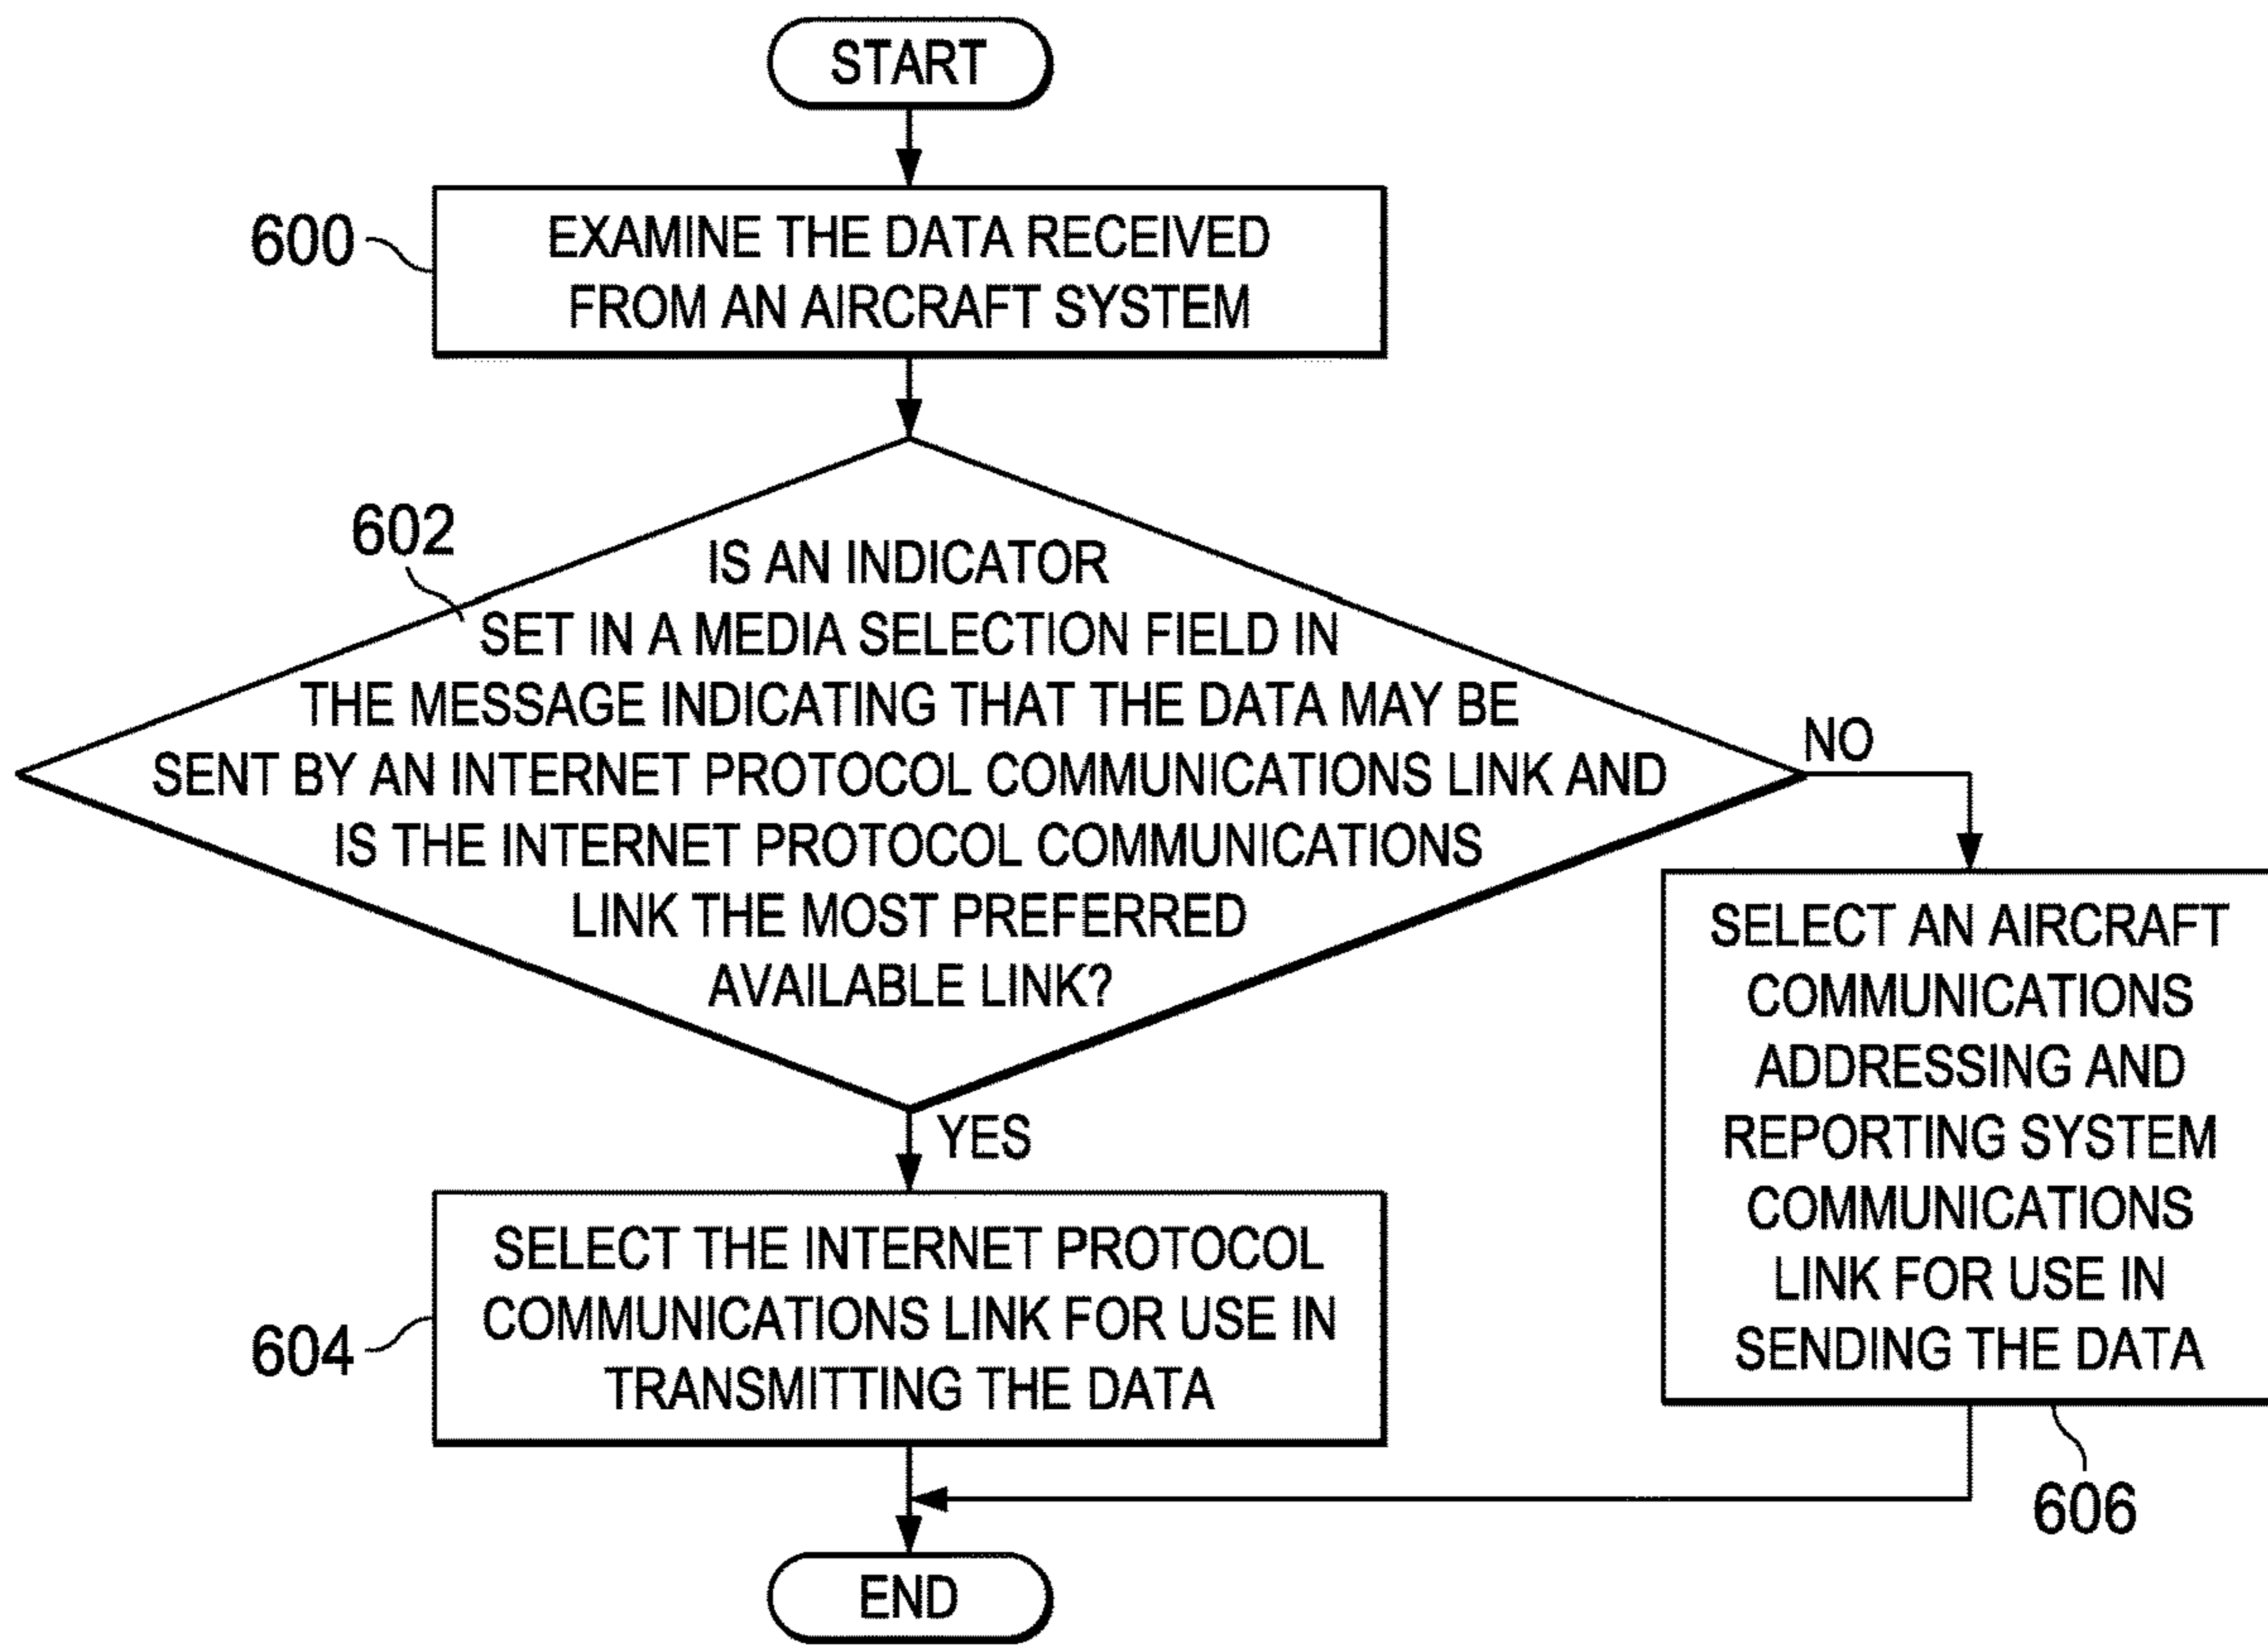 START
600
EXAMINE THE DATA RECEIVED
FROM AN AIRCRAFT SYSTEM
602
IS AN INDICATOR
SET IN A MEDIA SELECTION FIELD IN
THE MESSAGE INDICATING THAT THE DATA MAY BE
SENT BY AN INTERNET PROTOCOL COMMUNICATIONS LINK AND
IS THE INTERNET PROTOCOL COMMUNICATIONS
LINK THE MOST PREFERRED
AVAILABLE LINK?
NO
YES
SELECT THE INTERNET PROTOCOL
COMMUNICATIONS LINK FOR USE IN
TRANSMITTING THE DATA
604
SELECT AN AIRCRAFT
COMMUNICATIONS
ADDRESSING AND
REPORTING SYSTEM
COMMUNICATIONS
LINK FOR USE IN
SENDING THE DATA
606
END